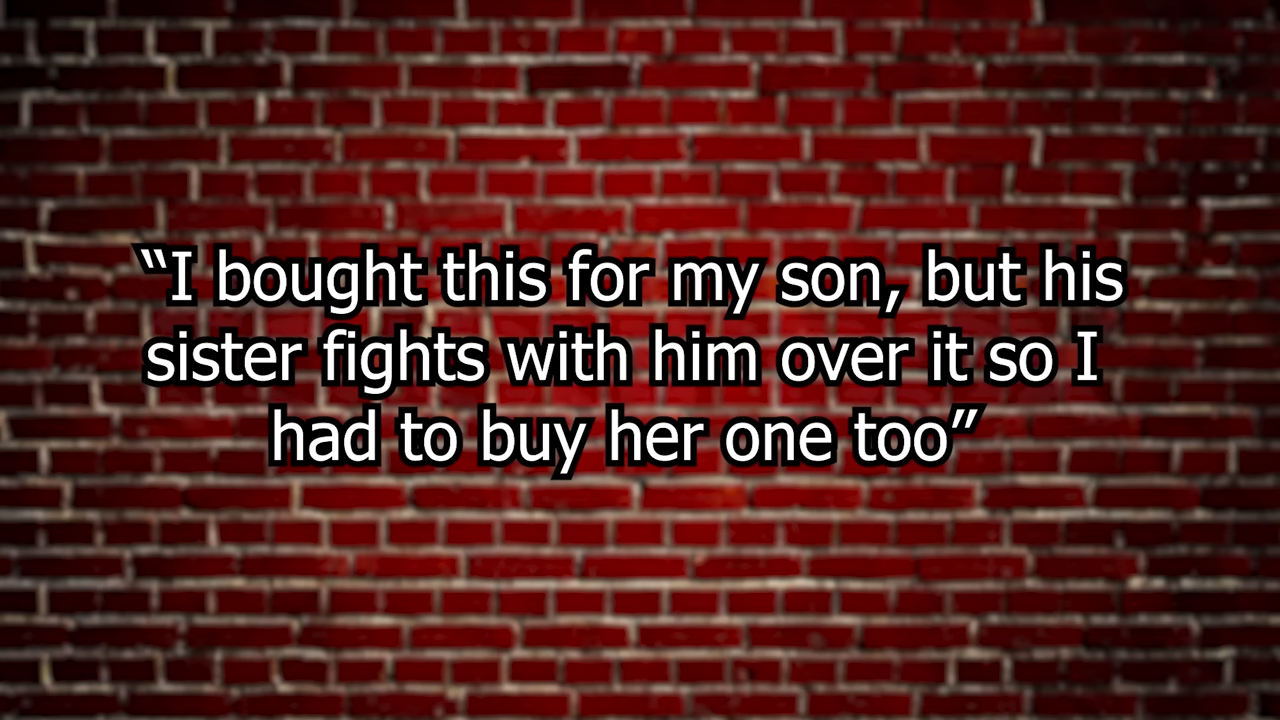 “I bought this for my son, but his
sister fights with him over it so I
had to buy her one too”